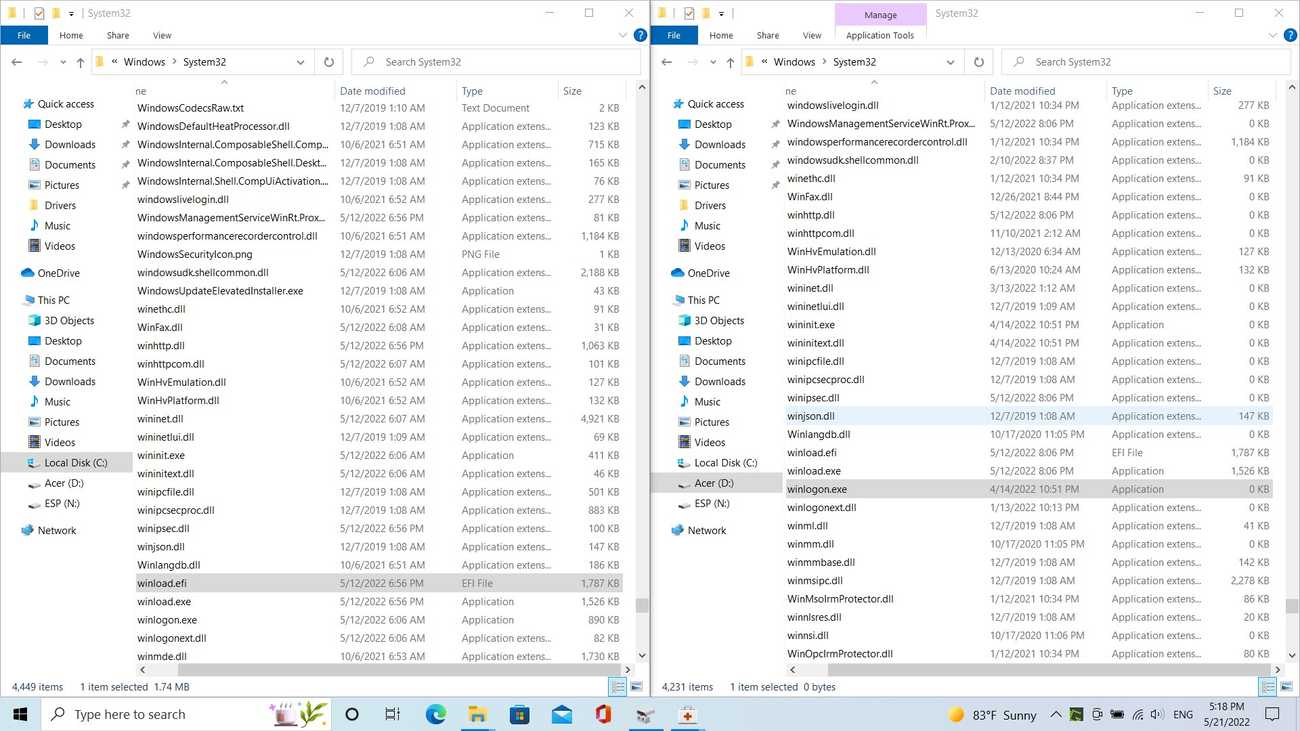 System32
File Home Share View
« Windows > System32
Search System32
ne Date modified Type Size
Quick access
Desktop
Downloads
Documents
Pictures
Drivers
Music
Videos
OneDrive
This PC
3D Objects
Desktop
Documents
Downloads
Music
Pictures
Videos
Local Disk (C:)
Acer (D:)
ESP (N:)
Network
WindowsCodecsRaw.txt 12/7/2019 1:10 AM Text Document 2 KB
WindowsDefaultHeatProcessor.dll 12/7/2019 1:08 AM Application extens... 123 KB
WindowsInternal.ComposableShell.Comp... 10/6/2021 6:51 AM Application extens... 715 KB
WindowsInternal.ComposableShell.Deskt... 12/7/2019 1:08 AM Application extens... 165 KB
WindowsInternal.Shell.CompUiActivation.... 12/7/2019 1:08 AM Application extens... 76 KB
windowslivelogin.dll 10/6/2021 6:52 AM Application extens... 277 KB
WindowsManagementServiceWinRt.Prox... 5/12/2022 6:56 PM Application extens... 81 KB
windowsperformancerecordercontrol.dll 10/6/2021 6:51 AM Application extens... 1,184 KB
WindowsSecurityIcon.png 12/7/2019 1:08 AM PNG File 1 KB
windowsudk.shellcommon.dll 5/12/2022 6:06 AM Application extens... 2,188 KB
WindowsUpdateElevatedInstaller.exe 12/7/2019 1:08 AM Application 43 KB
winethc.dll 10/6/2021 6:52 AM Application extens... 91 KB
WinFax.dll 5/12/2022 6:08 AM Application extens... 31 KB
winhttp.dll 5/12/2022 6:56 PM Application extens... 1,063 KB
winhttpcom.dll 5/12/2022 6:07 AM Application extens... 101 KB
WinHvEmulation.dll 10/6/2021 6:52 AM Application extens... 127 KB
WinHvPlatform.dll 10/6/2021 6:52 AM Application extens... 132 KB
wininet.dll 5/12/2022 6:07 AM Application extens... 4,921 KB
wininetlui.dll 12/7/2019 1:09 AM Application extens... 69 KB
wininit.exe 5/12/2022 6:06 AM Application 411 KB
wininitext.dll 5/12/2022 6:06 AM Application extens... 46 KB
winipcfile.dll 12/7/2019 1:08 AM Application extens... 501 KB
winipcsecproc.dll 12/7/2019 1:08 AM Application extens... 883 KB
winipsec.dll 5/12/2022 6:56 PM Application extens... 100 KB
winjson.dll 12/7/2019 1:08 AM Application extens... 147 KB
Winlangdb.dll 10/6/2021 6:51 AM Application extens... 186 KB
winload.efi 5/12/2022 6:56 PM EFI File 1,787 KB
winload.exe 5/12/2022 6:56 PM Application 1,526 KB
winlogon.exe 5/12/2022 6:06 AM Application 890 KB
winlogonext.dll 5/12/2022 6:06 AM Application extens... 82 KB
winmde.dll 10/6/2021 6:53 AM Application extens... 1,730 KB
4,449 items 1 item selected 1.74 MB
Manage System32
File Home Share View Application Tools
« Windows > System32
Search System32
ne Date modified Type Size
Quick access
Desktop
Downloads
Documents
Pictures
Drivers
Music
Videos
OneDrive
This PC
3D Objects
Desktop
Documents
Downloads
Music
Pictures
Videos
Local Disk (C:)
Acer (D:)
ESP (N:)
Network
windowslivelogin.dll 1/12/2021 10:34 PM Application extens... 277 KB
WindowsManagementServiceWinRt.Prox... 5/12/2022 8:06 PM Application extens... 0 KB
windowsperformancerecordercontrol.dll 1/12/2021 10:34 PM Application extens... 1,184 KB
windowsudk.shellcommon.dll 2/10/2022 8:37 PM Application extens... 0 KB
winethc.dll 1/12/2021 10:34 PM Application extens... 91 KB
WinFax.dll 12/26/2021 8:44 PM Application extens... 0 KB
winhttp.dll 5/12/2022 8:06 PM Application extens... 0 KB
winhttpcom.dll 11/10/2021 2:12 AM Application extens... 0 KB
WinHvEmulation.dll 12/13/2020 6:34 AM Application extens... 127 KB
WinHvPlatform.dll 6/13/2020 10:24 AM Application extens... 132 KB
wininet.dll 3/13/2022 1:12 AM Application extens... 0 KB
wininetlui.dll 12/7/2019 1:09 AM Application extens... 0 KB
wininit.exe 4/14/2022 10:51 PM Application 0 KB
wininitext.dll 4/14/2022 10:51 PM Application extens... 0 KB
winipcfile.dll 12/7/2019 1:08 AM Application extens... 0 KB
winipcsecproc.dll 12/7/2019 1:08 AM Application extens... 0 KB
winipsec.dll 5/12/2022 8:06 PM Application extens... 0 KB
winjson.dll 12/7/2019 1:08 AM Application extens... 147 KB
Winlangdb.dll 10/17/2020 11:05 PM Application extens... 0 KB
winload.efi 5/12/2022 8:06 PM EFI File 1,787 KB
winload.exe 5/12/2022 8:06 PM Application 1,526 KB
winlogon.exe 4/14/2022 10:51 PM Application 0 KB
winlogonext.dll 1/13/2022 10:13 PM Application extens... 0 KB
winml.dll 12/7/2019 1:08 AM Application extens... 41 KB
winmm.dll 10/17/2020 11:05 PM Application extens... 0 KB
winmmbase.dll 12/7/2019 1:08 AM Application extens... 142 KB
winmsipc.dll 12/7/2019 1:08 AM Application extens... 2,278 KB
WinMsoIrmProtector.dll 1/12/2021 10:34 PM Application extens... 86 KB
winnlsres.dll 12/7/2019 1:08 AM Application extens... 20 KB
winnsi.dll 10/17/2020 11:06 PM Application extens... 0 KB
WinOpcIrmProtector.dll 1/12/2021 10:34 PM Application extens... 80 KB
4,231 items 1 item selected 0 bytes
Type here to search
83°F Sunny ENG 5:18 PM
5/21/2022